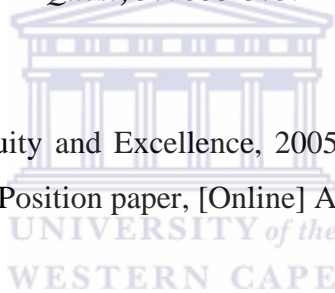 uity and Excellence, 2005
Position paper, [Online] A
UNIVERSITY of the
WESTERN CAPE